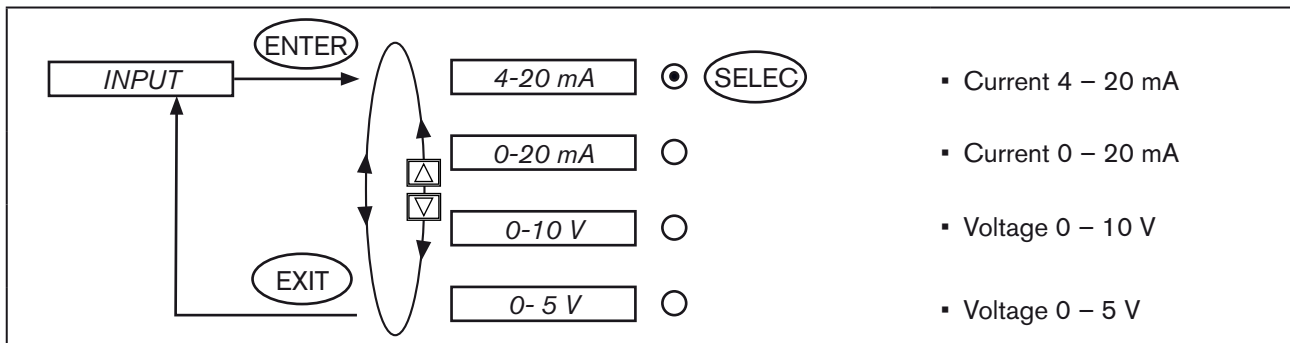 ENTER
INPUT
4-20 mA
SELEC
▪ Current 4 – 20 mA
0-20 mA
▪ Current 0 – 20 mA
0-10 V
▪ Voltage 0 – 10 V
EXIT
0- 5 V
▪ Voltage 0 – 5 V